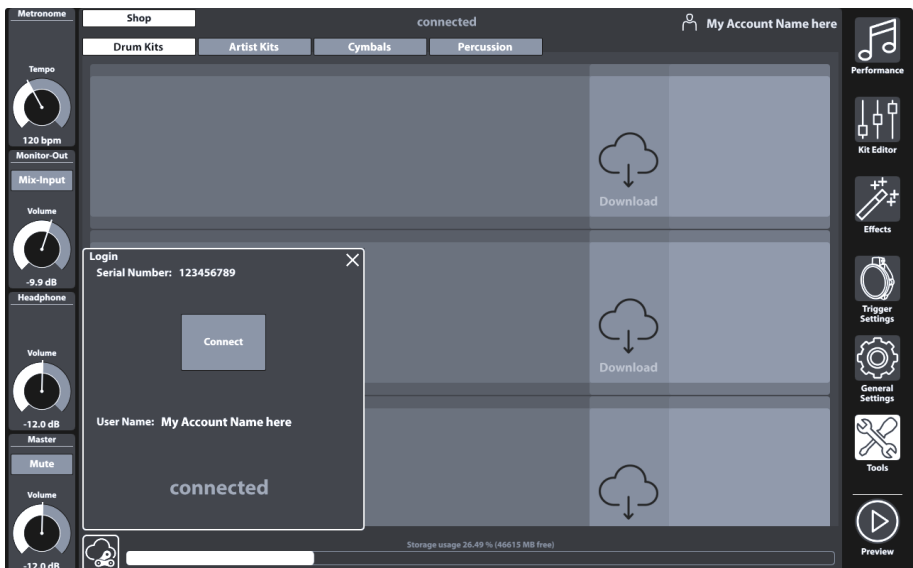 Metronome
Tempo
120 bpm
Monitor-Out
Mix-Input
Volume
-9.9 dB
Headphone
Volume
-12.0 dB
Master
Mute
Volume
-12.0 dB
Shop
connected
My Account Name here
Drum Kits
Artist Kits
Cymbals
Percussion
Download
Download
Login
Serial Number: 123456789
Connect
User Name: My Account Name here
connected
Storage usage 26.49 % (46615 MB free)
Performance
Kit Editor
Effects
Trigger
Settings
General
Settings
Tools
Preview